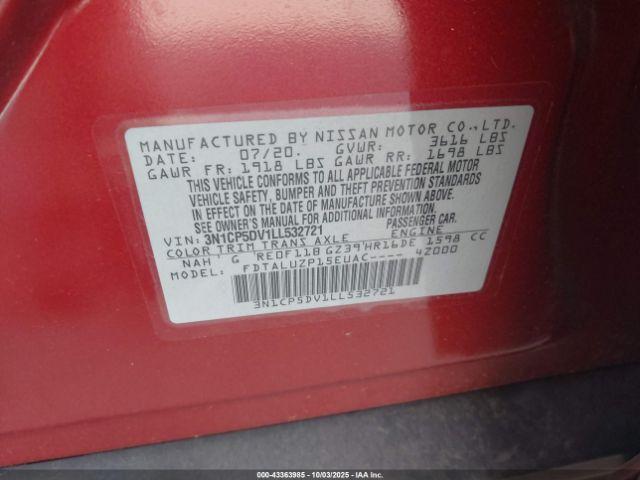 MANUFACTURED BY NISSAN MOTOR CO., LTD.
DATE: 07/20. GVWR: 3616 LBS
GAWR FR: 1918 LBS GAWR RR: 1698 LBS
THIS VEHICLE CONFORMS TO ALL APPLICABLE FEDERAL MOTOR
VEHICLE SAFETY, BUMPER AND THEFT PREVENTION STANDARDS
IN EFFECT ON THE DATE OF MANUFACTURE SHOWN ABOVE.
SEE OWNER'S MANUAL FOR ADDITIONAL INFORMATION.
VIN: 3N1CP5DV1LL532721 PASSENGER CAR.
COLOR TRIM TRANS AXLE ENGINE
NAH G RE0F11B GZ39 HR16DE 1598 CC
MODEL: FDTALUZP15EUAC---- 4Z000
3N1CP5DV1LL532721
000-43363985 10/03/2025 IAA Inc.